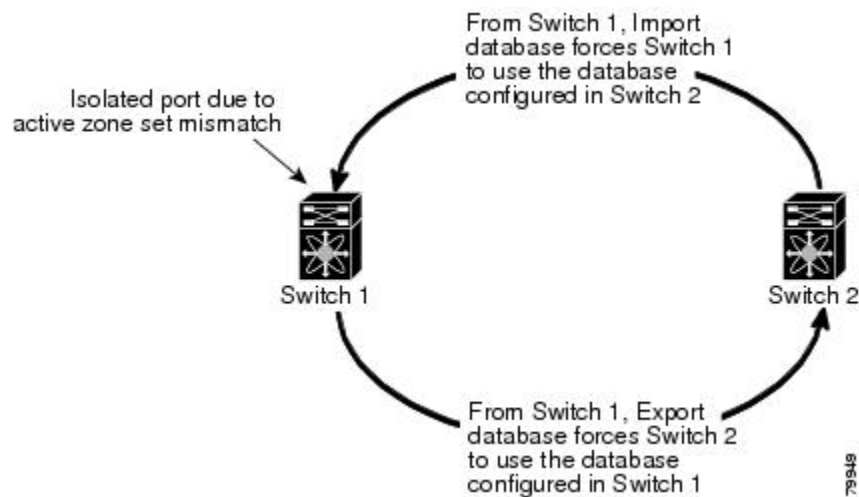 From Switch 1, Import
database forces Switch 1
to use the database
configured in Switch 2
Isolated port due to
active zone set mismatch
Switch 1
Switch 2
From Switch 1, Export
database forces Switch 2
to use the database
configured in Switch 1
79949